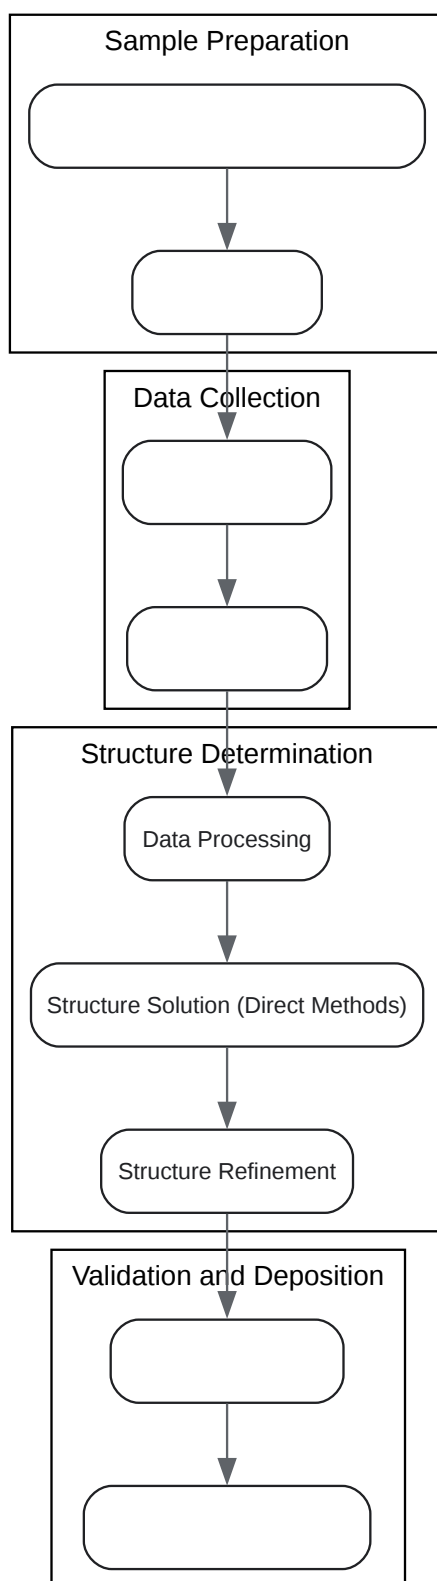 Sample Preparation
Data Collection
Structure Determination
Data Processing
Structure Solution (Direct Methods)
Structure Refinement
Validation and Deposition